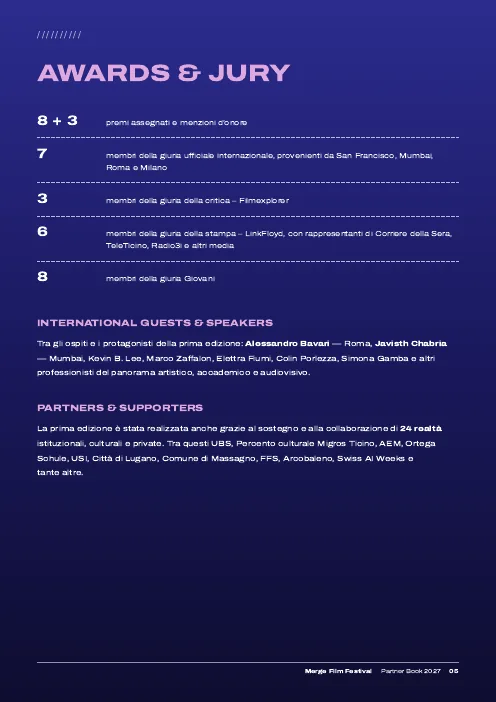 //////////
AWARDS & JURY
8 + 3 premi assegnati e menzioni d'onore
7 membri della giuria ufficiale internazionale, provenienti da San Francisco, Mumbai,
Roma e Milano
3 membri della giuria della critica – Filmexplorer
6 membri della giuria della stampa – LinkFloyd, con rappresentanti di Corriere della Sera,
TeleTicino, Radio3i e altri media
8 membri della giuria Giovani
INTERNATIONAL GUESTS & SPEAKERS
Tra gli ospiti e i protagonisti della prima edizione: Alessandro Bavari — Roma, Javisth Chabria
— Mumbai, Kevin B. Lee, Marco Zaffalon, Elettra Fiumi, Colin Porlezza, Simona Gamba e altri
professionisti del panorama artistico, accademico e audiovisivo.
PARTNERS & SUPPORTERS
La prima edizione è stata realizzata anche grazie al sostegno e alla collaborazione di 24 realtà
istituzionali, culturali e private. Tra questi UBS, Percento culturale Migros Ticino, AEM, Ortega
Schule, USI, Città di Lugano, Comune di Massagno, FFS, Arcobaleno, Swiss AI Weeks e
tante altre.
Merge Film Festival Partner Book 2027 05